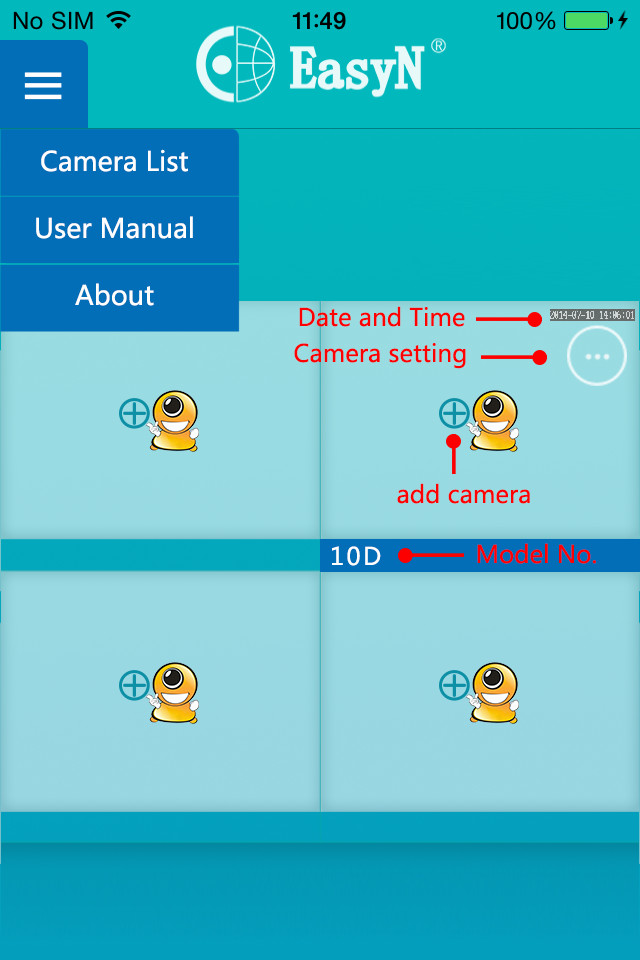 No SIM 11:49 100%
EasyN®
Camera List
User Manual
About
Date and Time 2014-07-10 14:06:01
Camera setting
add camera
10D Model No.